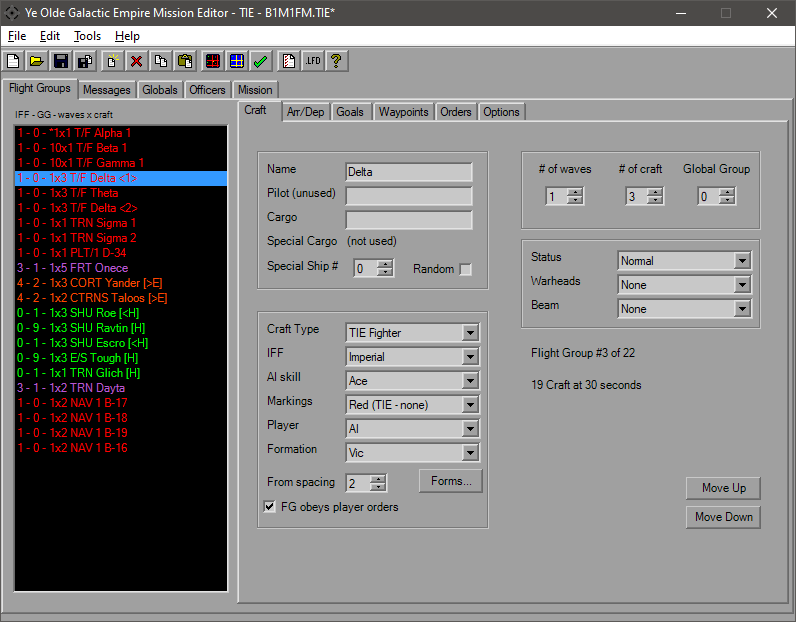 Ye Olde Galactic Empire Mission Editor - TIE - B1M1FM.TIE*
File Edit Tools Help
.LFD ?
Flight Groups Messages Globals Officers Mission
IFF - GG - waves x craft
1 - 0 - *1x1 T/F Alpha 1
1 - 0 - 10x1 T/F Beta 1
1 - 0 - 10x1 T/F Gamma 1
1 - 0 - 1x3 T/F Delta <1>
1 - 0 - 1x3 T/F Theta
1 - 0 - 1x3 T/F Delta <2>
1 - 0 - 1x1 TRN Sigma 1
1 - 0 - 1x1 TRN Sigma 2
1 - 0 - 1x1 PLT/1 D-34
3 - 1 - 1x5 FRT Onece
4 - 2 - 1x3 CORT Yander [>E]
4 - 2 - 1x2 CTRNS Taloos [>E]
0 - 1 - 1x3 SHU Roe [<H]
0 - 9 - 1x3 SHU Ravtin [H]
0 - 1 - 1x3 SHU Escro [<H]
0 - 9 - 1x3 E/S Tough [H]
0 - 1 - 1x1 TRN Glich [H]
3 - 1 - 1x2 TRN Dayta
1 - 0 - 1x2 NAV 1 B-17
1 - 0 - 1x2 NAV 1 B-18
1 - 0 - 1x2 NAV 1 B-19
1 - 0 - 1x2 NAV 1 B-16
Craft Arr/Dep Goals Waypoints Orders Options
Name Delta
Pilot (unused)
Cargo
Special Cargo (not used)
Special Ship # 0 Random
Craft Type TIE Fighter
IFF Imperial
AI skill Ace
Markings Red (TIE - none)
Player AI
Formation Vic
From spacing 2 Forms...
FG obeys player orders
# of waves # of craft Global Group
1 3 0
Status Normal
Warheads None
Beam None
Flight Group #3 of 22
19 Craft at 30 seconds
Move Up
Move Down